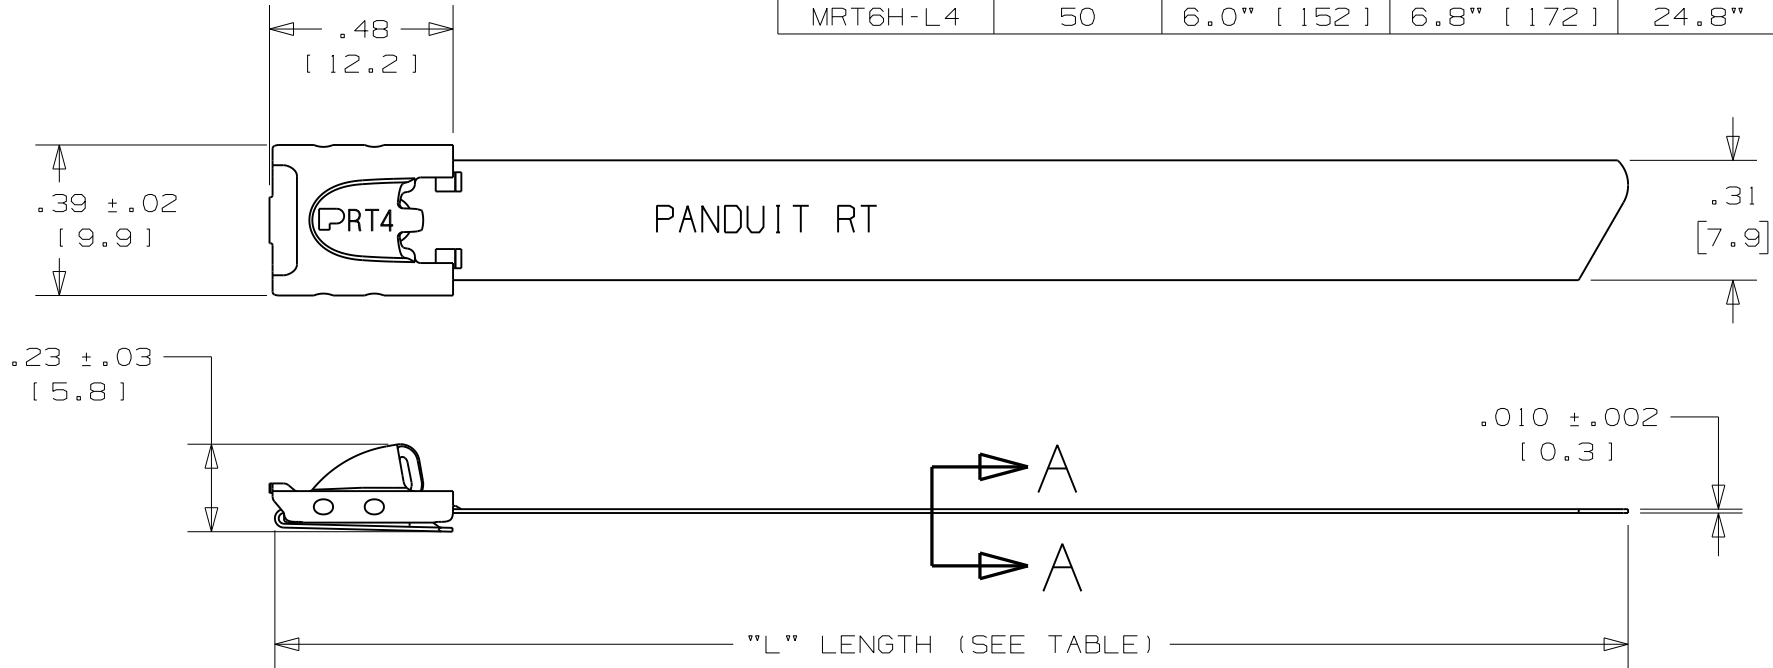 MRT6H-L4 50 6.0" [ 152 ] 6.8" [ 172 ] 24.8"
.48
[ 12.2 ]
.39 ±.02
[ 9.9 ]
PRT4
PANDUIT RT
.31
[7.9]
.23 ±.03
[ 5.8 ]
.010 ±.002
[ 0.3 ]
A
A
"L" LENGTH (SEE TABLE)